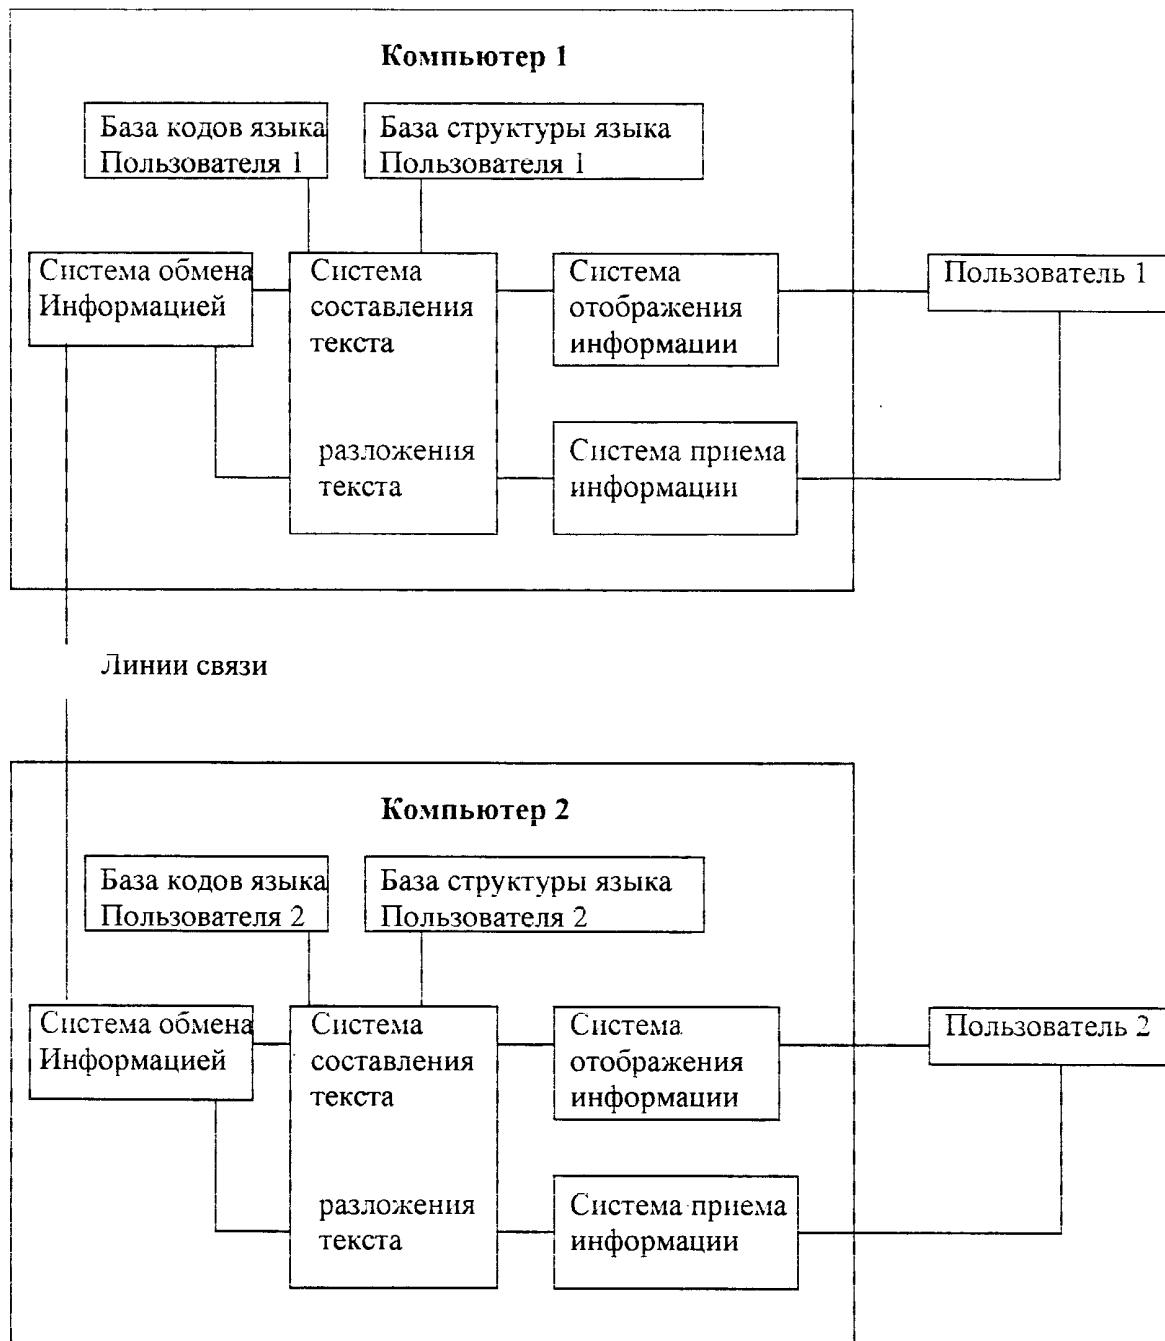 Компьютер 1
База кодов языка
Пользователя 1
База структуры языка
Пользователя 1
Система обмена
Информацией
Система
составления
текста
разложения
текста
Система
отображения
информации
Система приема
информации
Пользователь 1
Линии связи
Компьютер 2
База кодов языка
Пользователя 2
База структуры языка
Пользователя 2
Система обмена
Информацией
Система
составления
текста
разложения
текста
Система
отображения
информации
Система приема
информации
Пользователь 2